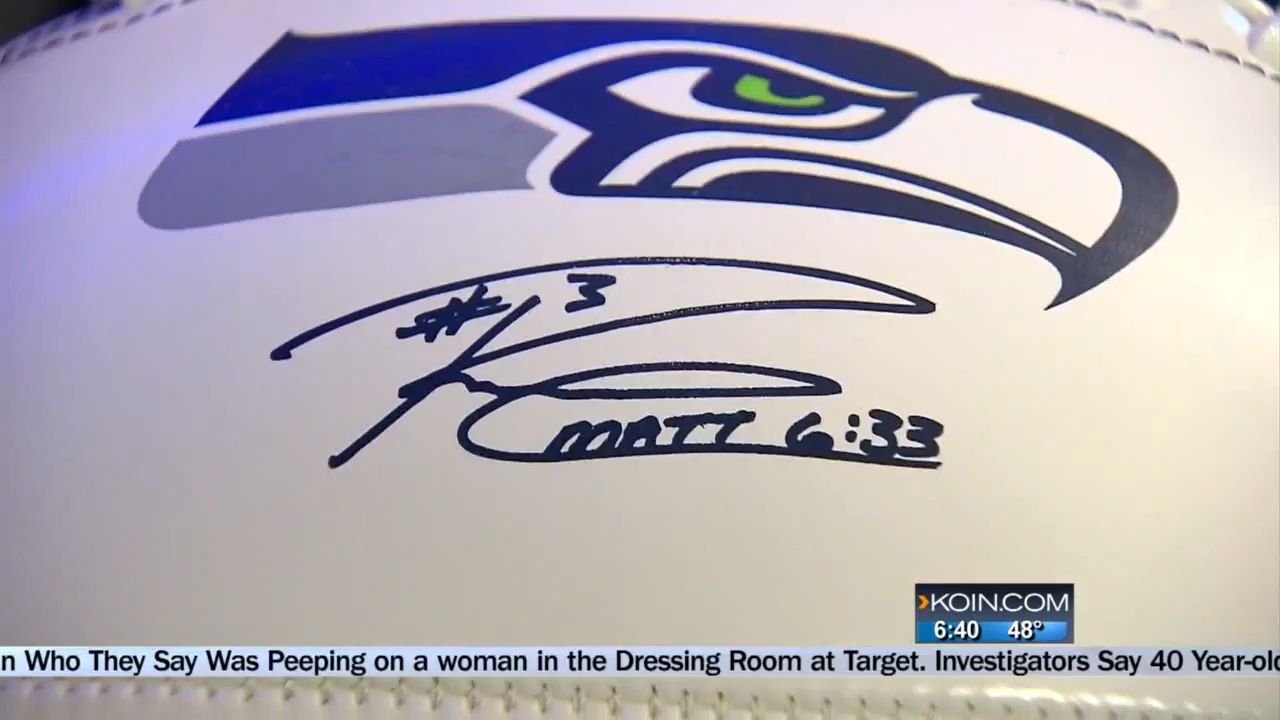 #3
MATT 6:33
KOIN.COM
6:40 48°
n Who They Say Was Peeping on a woman in the Dressing Room at Target. Investigators Say 40 Year-old